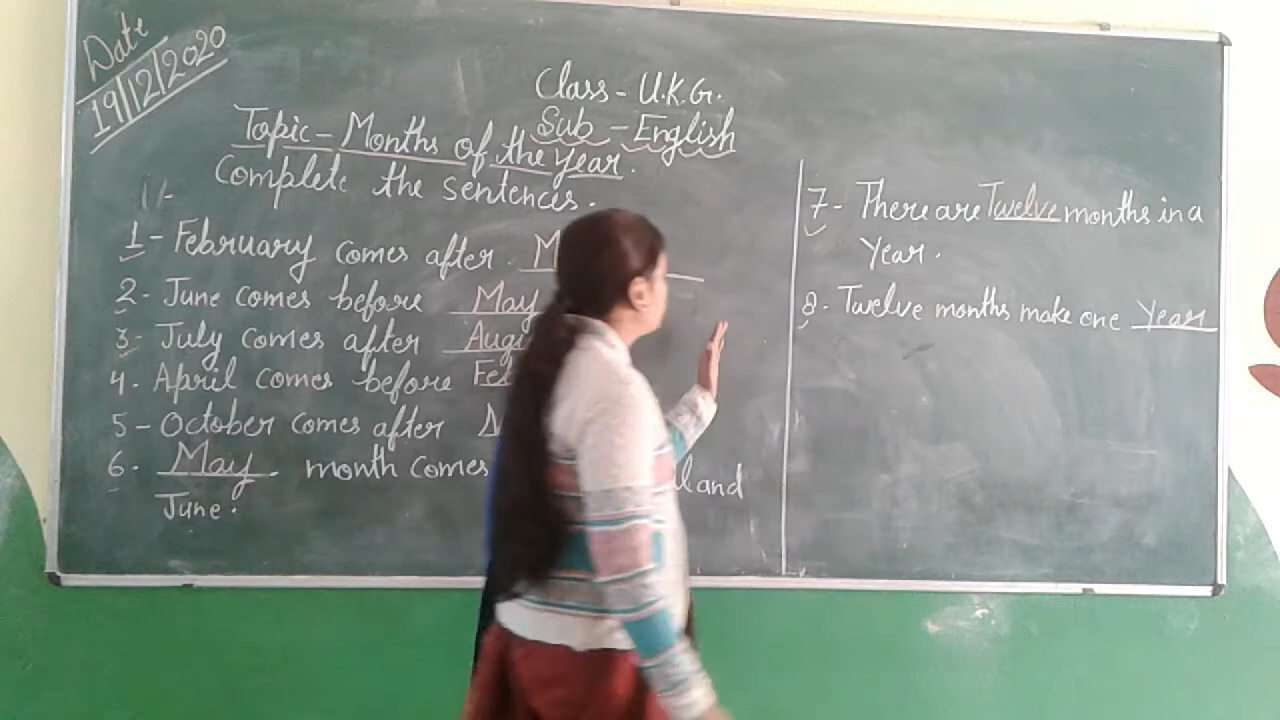 Date
19/12/2020
Class - U.K.G.
Sub - English
Topic - Months of the year.
Complete the sentences.
1 - February comes after.
2 - June comes before May
3 - July comes after
4. April comes before
5 - October comes after
6. May month comes and
June.
7 - There are Twelve months in a
Year.
8. Twelve months make one Year